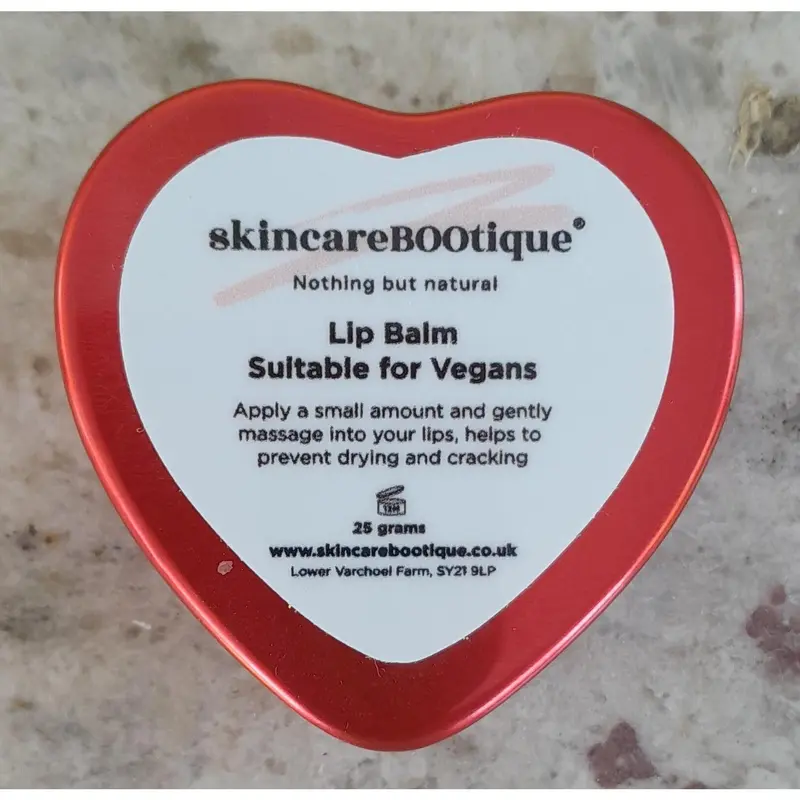 skincareBOOtique®
Nothing but natural
Lip Balm
Suitable for Vegans
Apply a small amount and gently
massage into your lips, helps to
prevent drying and cracking
12M
25 grams
www.skincarebootique.co.uk
Lower Varchoel Farm, SY21 9LP